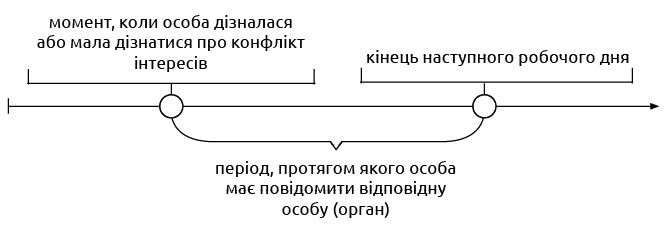 момент, коли особа дізналася
або мала дізнатися про конфлікт
інтересів
кінець наступного робочого дня
період, протягом якого особа
має повідомити відповідну
особу (орган)